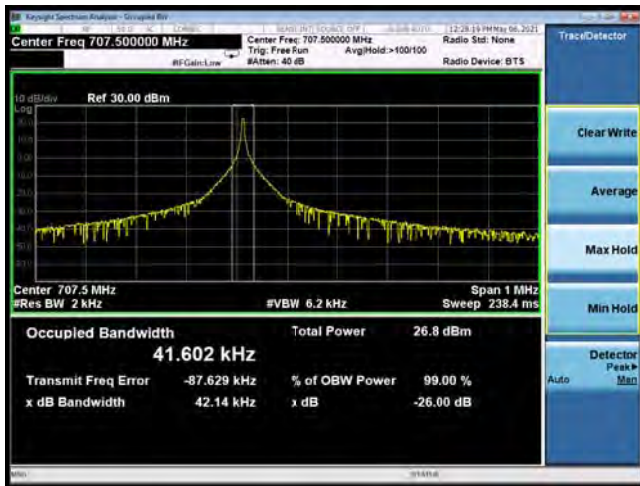 Keysight Spectrum Analyzer - Occupied BW
12:28:19 PM May 06, 2021
Center Freq 707.500000 MHz
Center Freq: 707.500000 MHz
Radio Std: None
Trace/Detector
Trig: Free Run
Avg|Hold:>100/100
#IFGain:Low
#Atten: 40 dB
Radio Device: BTS
10 dB/div
Ref 30.00 dBm
Log
Clear Write
Average
Max Hold
Min Hold
Center 707.5 MHz
Span 1 MHz
#Res BW 2 kHz
#VBW 6.2 kHz
Sweep 238.4 ms
Occupied Bandwidth
Total Power
26.8 dBm
41.602 kHz
Detector
Peak▶
Auto
Man
Transmit Freq Error
-87.629 kHz
% of OBW Power
99.00 %
x dB Bandwidth
42.14 kHz
x dB
-26.00 dB
MSG
STATUS